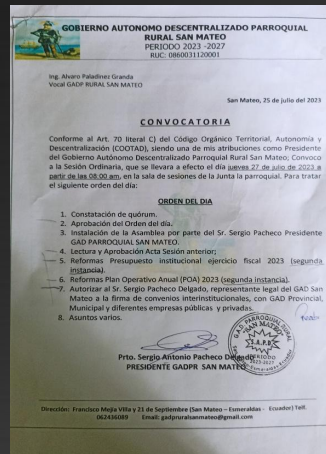 GOBIERNO AUTONOMO DESCENTRALIZADO PARROQUIAL
RURAL SAN MATEO
PERIODO 2023 -2027
RUC: 0860031120001
Ing. Alvaro Paladinez Granda
Vocal GADP RURAL SAN MATEO
San Mateo, 25 de julio del 2023
CONVOCATORIA
Conforme al Art. 70 literal C) del Código Orgánico Territorial, Autonomía y
Descentralización (COOTAD), siendo una de mis atribuciones como Presidente
del Gobierno Autónomo Descentralizado Parroquial Rural San Mateo; Convoco
a la Sesión Ordinaria, que se llevara a efecto el día jueves 27 de julio de 2023 a
partir de las 08:00 am, en la sala de sesiones de la Junta la parroquial. Para tratar
el siguiente orden del día:
ORDEN DEL DIA
1. Constatación de quórum.
2. Aprobación del Orden del día.
3. Instalación de la Asamblea por parte del Sr. Sergio Pacheco Presidente
GAD PARROQUIAL SAN MATEO.
4. Lectura y Aprobación Acta Sesión anterior;
5. Reformas Presupuesto institucional ejercicio fiscal 2023 (segunda
instancia).
6. Reformas Plan Operativo Anual (POA) 2023 (segunda instancia).
7. Autorizar al Sr. Sergio Pacheco Delgado, representante legal del GAD San
Mateo a la firma de convenios interinstitucionales, con GAD Provincial,
Municipal y diferentes empresas públicas y privadas.
8. Asuntos varios.
G.A.D. PARROQUIA RURAL
SAN MATEO
S.A.P.D.
PERIODO
2023-2027
Prto. Sergio Antonio Pacheco Delgado
PRESIDENTE GADPR SAN MATEO
Dirección: Francisco Mejía Villa y 21 de Septiembre (San Mateo – Esmeraldas - Ecuador) Telf.
062436089 Email: gadpruralsanmateo@gmail.com